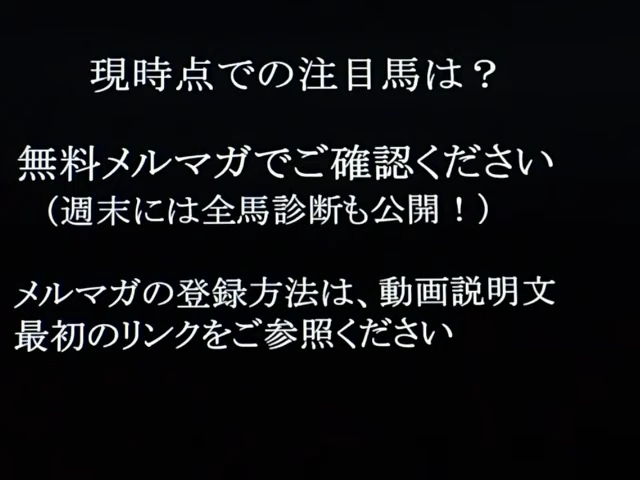 現時点での注目馬は？
無料メルマガでご確認ください
（週末には全馬診断も公開！）
メルマガの登録方法は、動画説明文
最初のリンクをご参照ください